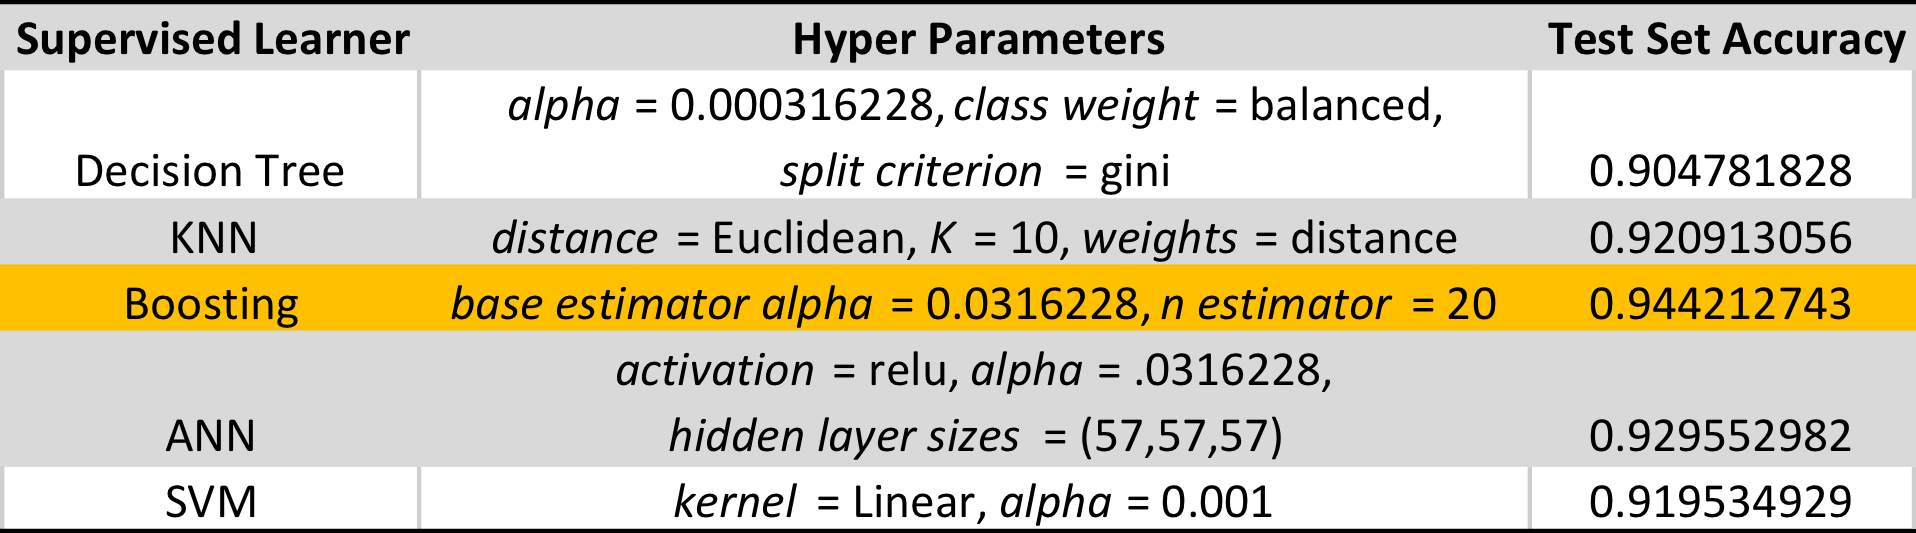 Supervised Learner Hyper Parameters Test Set Accuracy
alpha = 0.000316228, class weight = balanced,
Decision Tree split criterion = gini 0.904781828
KNN distance = Euclidean, K = 10, weights = distance 0.920913056
Boosting base estimator alpha = 0.0316228, n estimator = 20 0.944212743
activation = relu, alpha = .0316228,
ANN hidden layer sizes = (57,57,57) 0.929552982
SVM kernel = Linear, alpha = 0.001 0.919534929